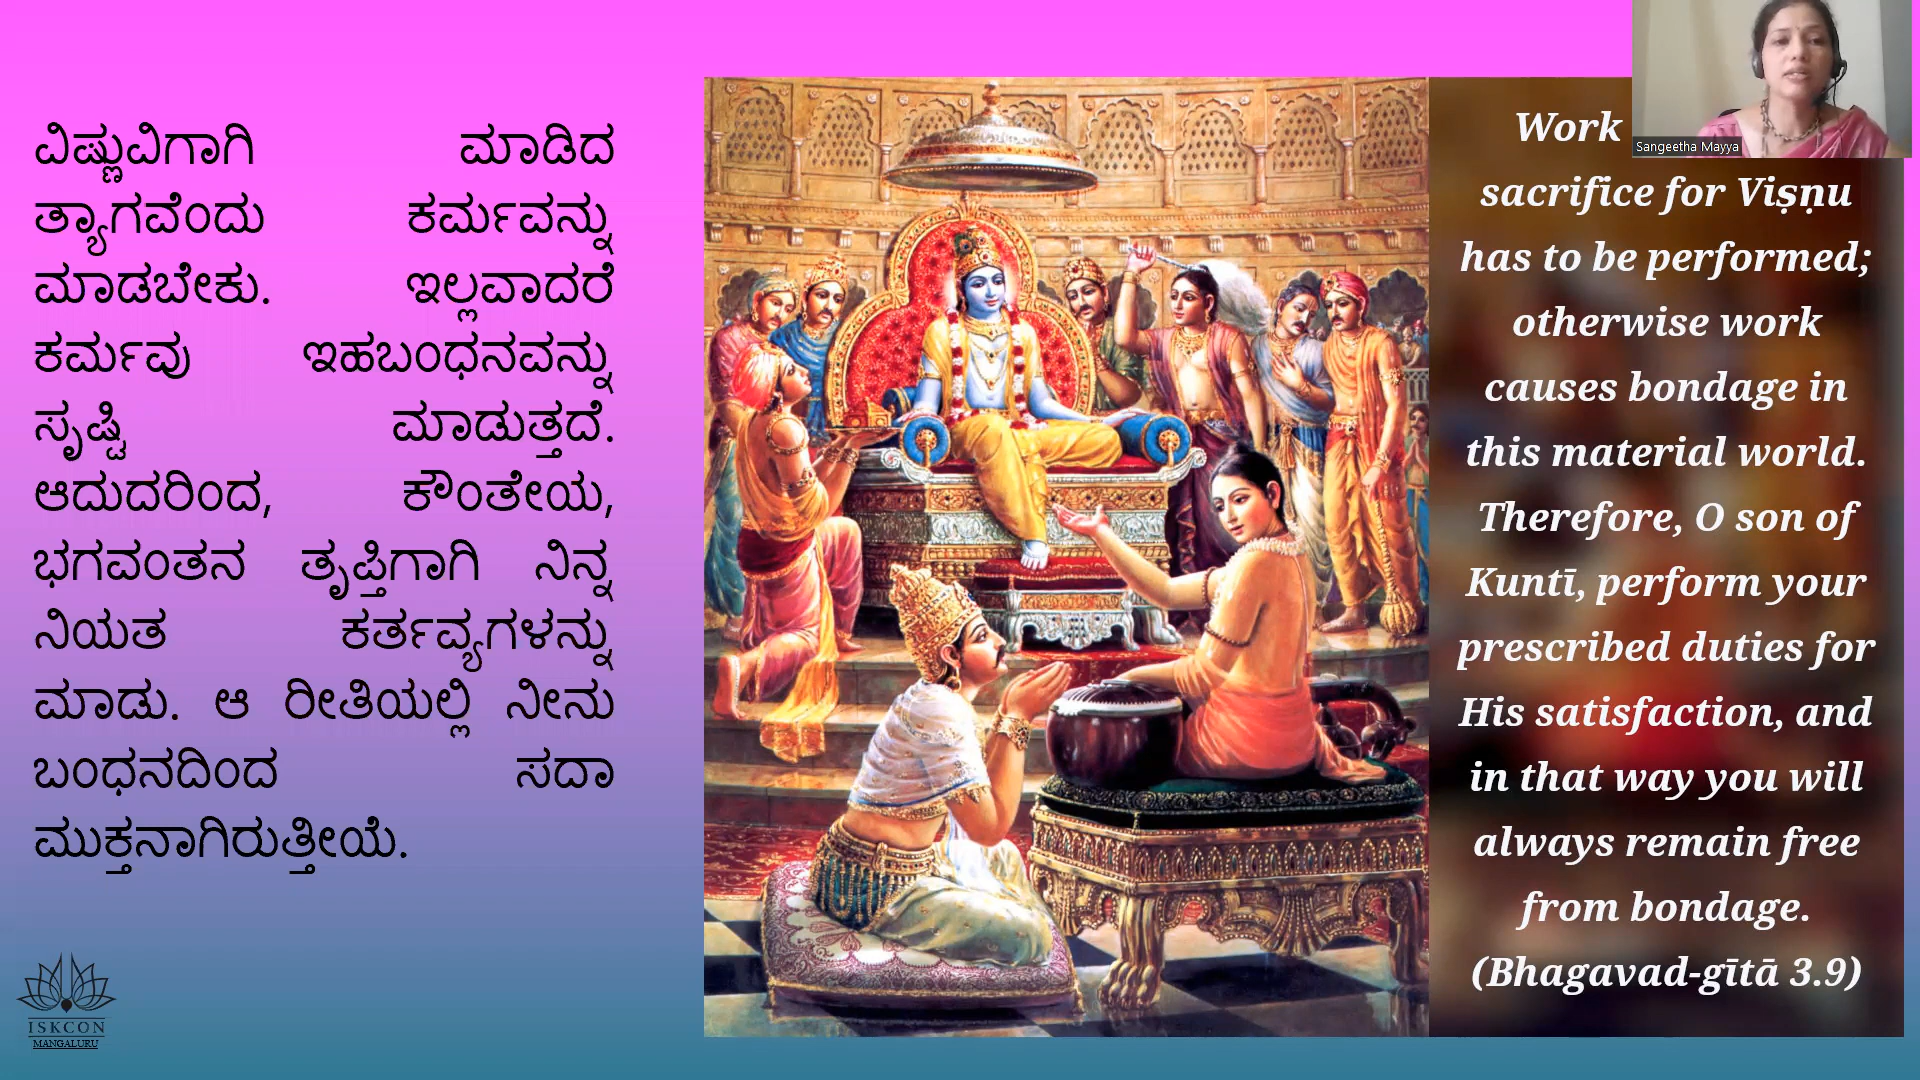 ವಿಷ್ಣುವಿಗಾಗಿ ಮಾಡಿದ
ತ್ಯಾಗವೆಂದು ಕರ್ಮವನ್ನು
ಮಾಡಬೇಕು. ಇಲ್ಲವಾದರೆ
ಕರ್ಮವು ಇಹಬಂಧನವನ್ನು
ಸೃಷ್ಟಿ ಮಾಡುತ್ತದೆ.
ಆದುದರಿಂದ, ಕೌಂತೇಯ,
ಭಗವಂತನ ತೃಪ್ತಿಗಾಗಿ ನಿನ್ನ
ನಿಯತ ಕರ್ತವ್ಯಗಳನ್ನು
ಮಾಡು. ಆ ರೀತಿಯಲ್ಲಿ ನೀನು
ಬಂಧನದಿಂದ ಸದಾ
ಮುಕ್ತನಾಗಿರುತ್ತೀಯೆ.
ISKCON
MANGALURU
Work
sacrifice for Viṣṇu
has to be performed;
otherwise work
causes bondage in
this material world.
Therefore, O son of
Kuntī, perform your
prescribed duties for
His satisfaction, and
in that way you will
always remain free
from bondage.
(Bhagavad-gītā 3.9)
Sangeetha Mayya